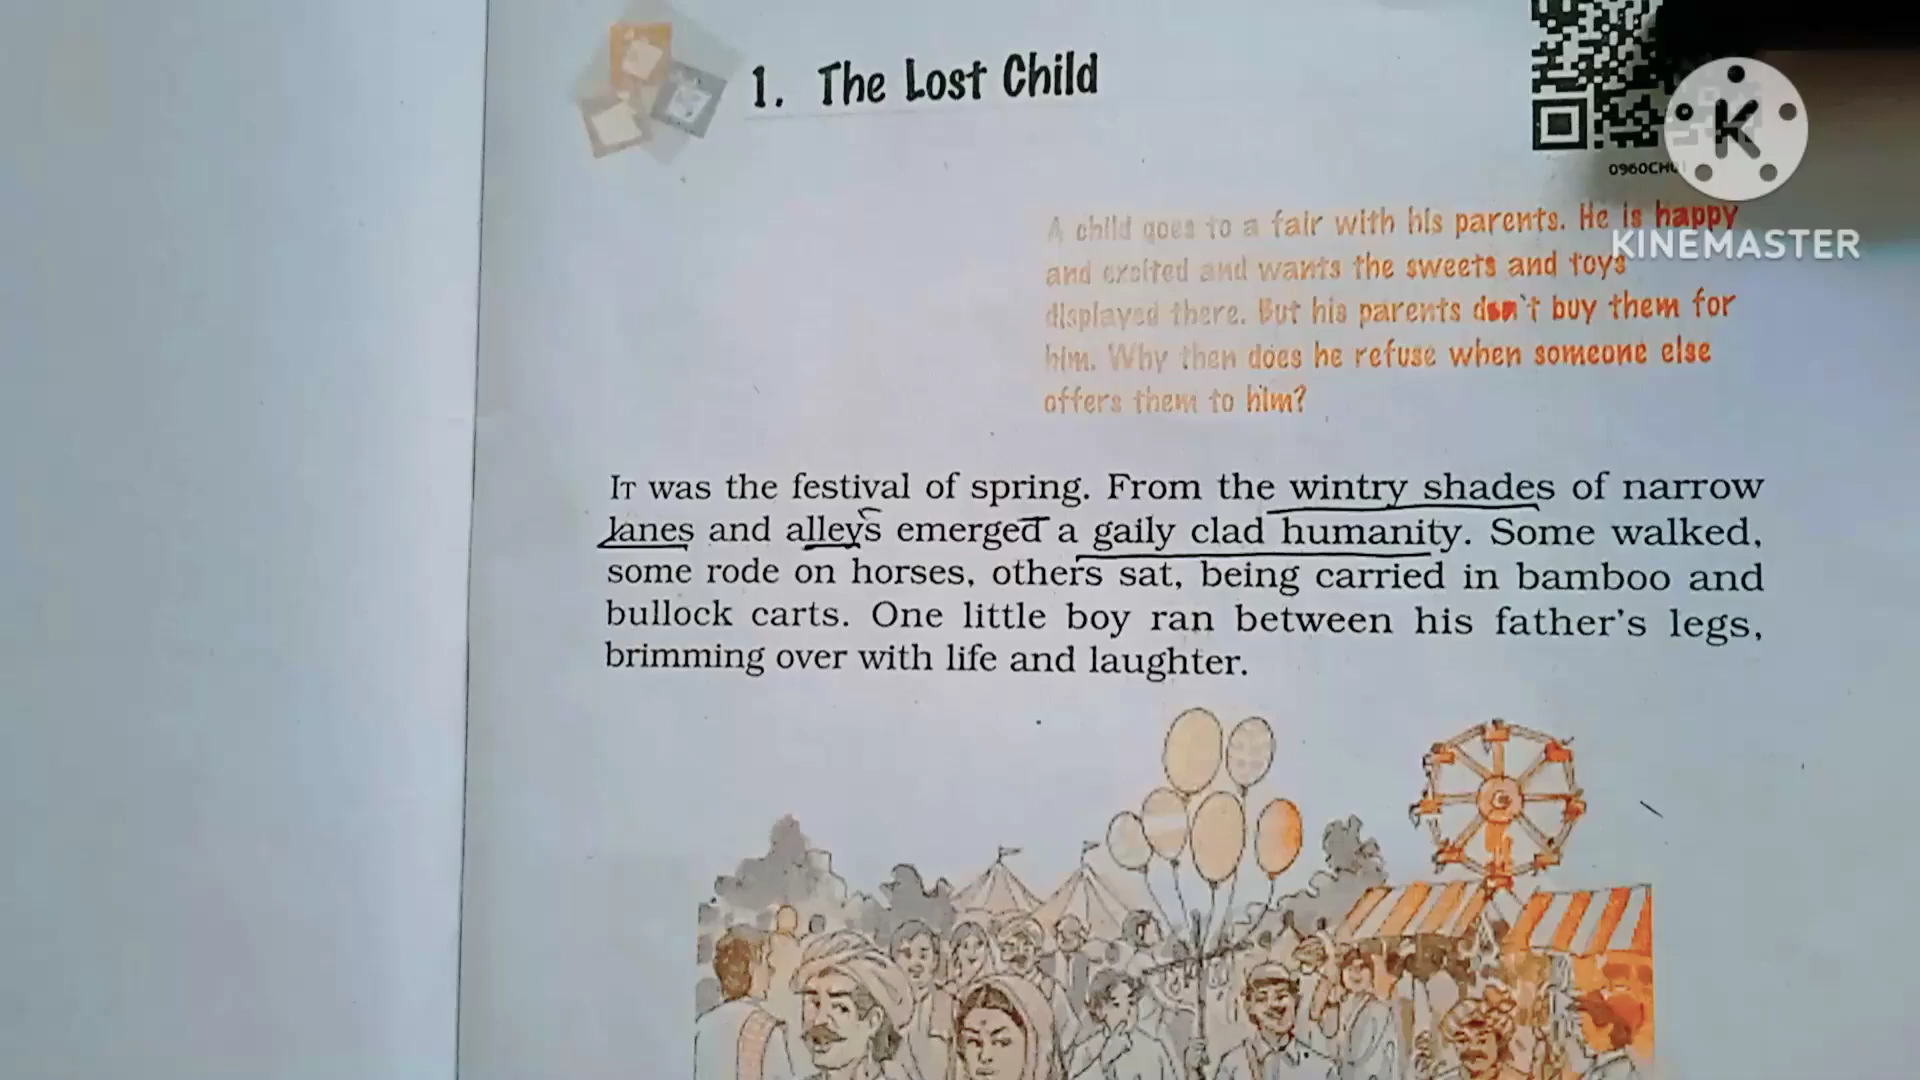 1. The Lost Child
0960CH01
K
KINEMASTER
A child goes to a fair with his parents. He is happy
and excited and wants the sweets and toys
displayed there. But his parents don't buy them for
him. Why then does he refuse when someone else
offers them to him?
IT was the festival of spring. From the wintry shades of narrow
lanes and alleys emerged a gaily clad humanity. Some walked,
some rode on horses, others sat, being carried in bamboo and
bullock carts. One little boy ran between his father's legs,
brimming over with life and laughter.